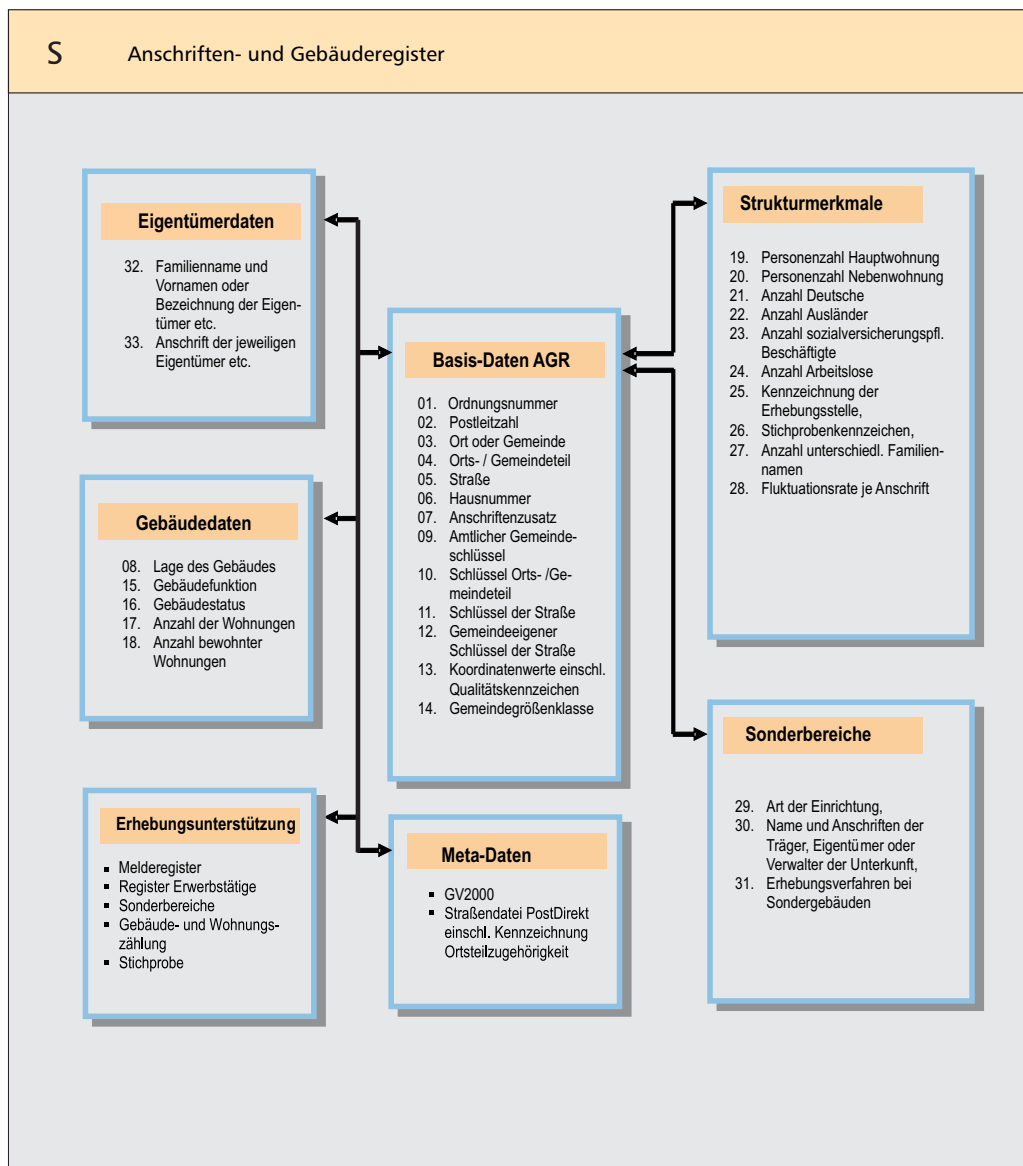 S Anschriften- und Gebäuderegister
Eigentümerdaten
32. Familienname und
Vornamen oder
Bezeichnung der Eigen-
tümer etc.
33. Anschrift der jeweiligen
Eigentümer etc.
Gebäudedaten
08. Lage des Gebäudes
15. Gebäudefunktion
16. Gebäudestatus
17. Anzahl der Wohnungen
18. Anzahl bewohnter
Wohnungen
Erhebungsunterstützung
▪ Melderegister
▪ Register Erwerbstätige
▪ Sonderbereiche
▪ Gebäude- und Wohnungs-
zählung
▪ Stichprobe
Basis-Daten AGR
01. Ordnungsnummer
02. Postleitzahl
03. Ort oder Gemeinde
04. Orts- / Gemeindeteil
05. Straße
06. Hausnummer
07. Anschriftenzusatz
09. Amtlicher Gemeinde-
schlüssel
10. Schlüssel Orts- /Ge-
meindeteil
11. Schlüssel der Straße
12. Gemeindeeigener
Schlüssel der Straße
13. Koordinatenwerte einschl.
Qualitätskennzeichen
14. Gemeindegrößenklasse
Meta-Daten
▪ GV2000
▪ Straßendatei PostDirekt
einschl. Kennzeichnung
Ortsteilzugehörigkeit
Strukturmerkmale
19. Personenzahl Hauptwohnung
20. Personenzahl Nebenwohnung
21. Anzahl Deutsche
22. Anzahl Ausländer
23. Anzahl sozialversicherungspfl.
Beschäftigte
24. Anzahl Arbeitslose
25. Kennzeichnung der
Erhebungsstelle,
26. Stichprobenkennzeichen,
27. Anzahl unterschiedl. Familien-
namen
28. Fluktuationsrate je Anschrift
Sonderbereiche
29. Art der Einrichtung,
30. Name und Anschriften der
Träger, Eigentümer oder
Verwalter der Unterkunft,
31. Erhebungsverfahren bei
Sondergebäuden